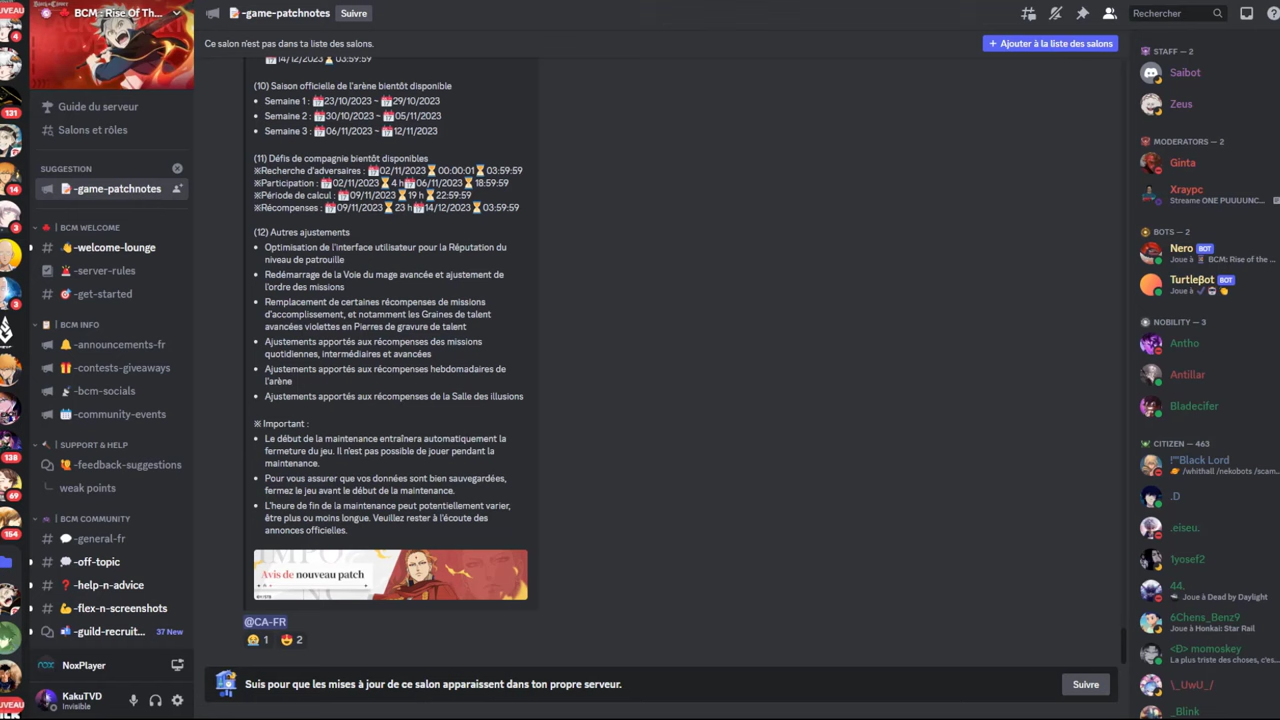 BCM : Rise Of Th...
Guide du serveur
Salons et rôles
SUGGESTION
-game-patchnotes
BCM WELCOME
-welcome-lounge
-server-rules
-get-started
BCM INFO
-announcements-fr
-contests-giveaways
-bcm-socials
-community-events
SUPPORT & HELP
-feedback-suggestions
weak points
BCM COMMUNITY
-general-fr
-off-topic
-help-n-advice
-flex-n-screenshots
-guild-recruit... 37 New
NoxPlayer
KakuTVD
Invisible
4
131
14
3
3
138
69
154
-game-patchnotes Suivre
Rechercher
Ce salon n'est pas dans ta liste des salons.
+ Ajouter à la liste des salons
14/12/2023 03:59:59
(10) Saison officielle de l'arène bientôt disponible
• Semaine 1 : 23/10/2023 ~ 29/10/2023
• Semaine 2 : 30/10/2023 ~ 05/11/2023
• Semaine 3 : 06/11/2023 ~ 12/11/2023
(11) Défis de compagnie bientôt disponibles
※Recherche d'adversaires : 02/11/2023 00:00:01 03:59:59
※Participation : 02/11/2023 4 h 06/11/2023 18:59:59
※Période de calcul : 09/11/2023 19 h 22:59:59
※Récompenses : 09/11/2023 23 h 14/12/2023 03:59:59
(12) Autres ajustements
• Optimisation de l'interface utilisateur pour la Réputation du
niveau de patrouille
• Redémarrage de la Voie du mage avancée et ajustement de
l'ordre des missions
• Remplacement de certaines récompenses de missions
d'accomplissement, et notamment les Graines de talent
avancées violettes en Pierres de gravure de talent
• Ajustements apportés aux récompenses des missions
quotidiennes, intermédiaires et avancées
• Ajustements apportés aux récompenses hebdomadaires de
l'arène
• Ajustements apportés aux récompenses de la Salle des illusions
※ Important :
• Le début de la maintenance entraînera automatiquement la
fermeture du jeu. Il n'est pas possible de jouer pendant la
maintenance.
• Pour vous assurer que vos données sont bien sauvegardées,
fermez le jeu avant le début de la maintenance.
• L'heure de fin de la maintenance peut potentiellement varier,
être plus ou moins longue. Veuillez rester à l'écoute des
annonces officielles.
Avis de nouveau patch
@CA-FR
1 2
Suis pour que les mises à jour de ce salon apparaissent dans ton propre serveur.
Suivre
STAFF — 2
Saibot
Zeus
MODERATORS — 2
Ginta
Xraypc
Streame ONE PUUUUNC...
BOTS — 2
Nero BOT
Joue à BCM: Rise of the ...
Turtleβot BOT
Joue à
NOBILITY — 3
Antho
Antillar
Bladecifer
CITIZEN — 463
!""Black Lord
/whithall /nekobots /scam...
.D
.eiseu.
1yosef2
44.
Joue à Dead by Daylight
6Chens_Benz9
Joue à Honkai: Star Rail
<Đ> momoskey
La plus triste des choses, c'es...
\_UwU_/
_Blink